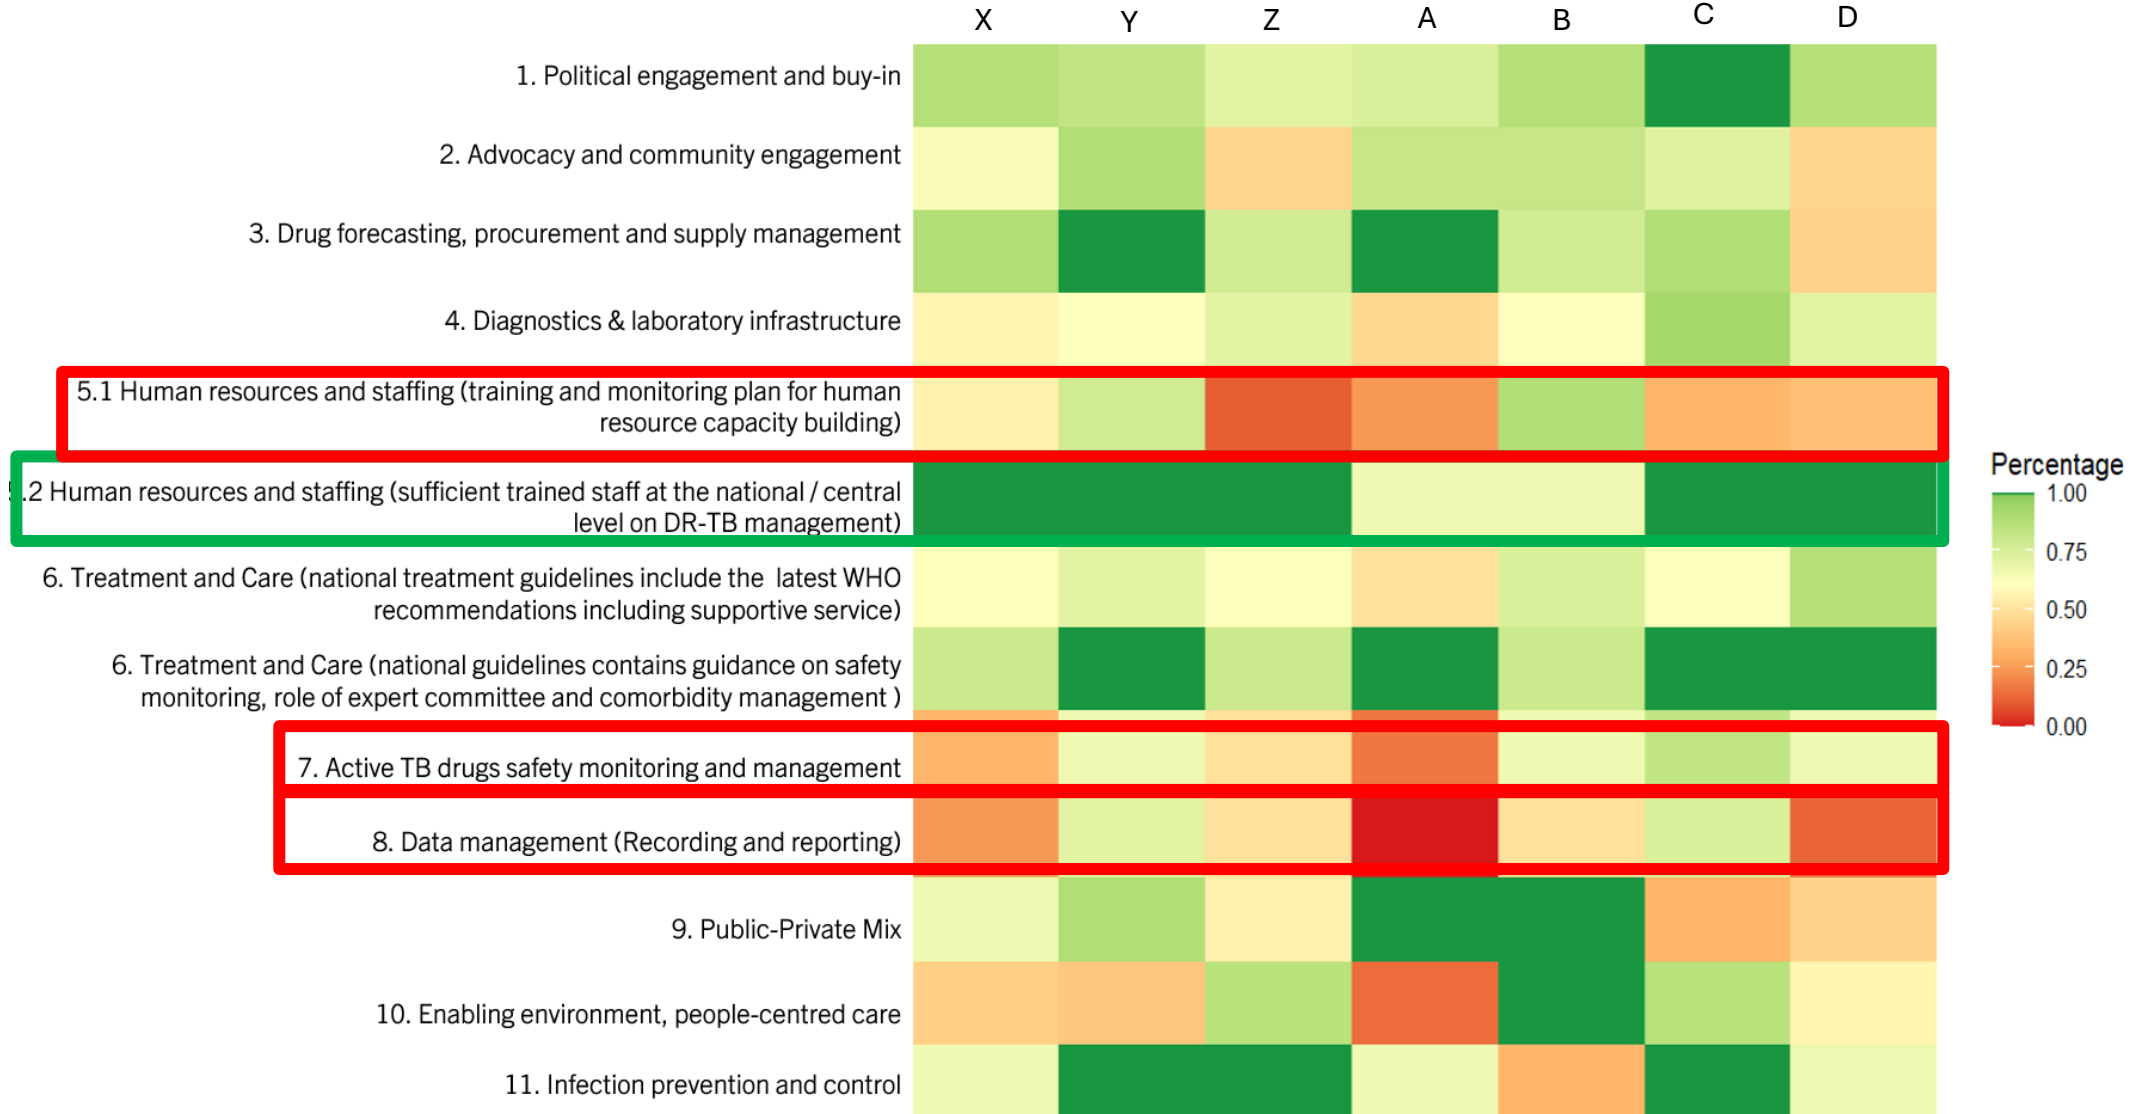 X Y Z A B C D
1. Political engagement and buy-in
2. Advocacy and community engagement
3. Drug forecasting, procurement and supply management
4. Diagnostics & laboratory infrastructure
5.1 Human resources and staffing (training and monitoring plan for human
resource capacity building)
.2 Human resources and staffing (sufficient trained staff at the national / central
level on DR-TB management)
6. Treatment and Care (national treatment guidelines include the latest WHO
recommendations including supportive service)
6. Treatment and Care (national guidelines contains guidance on safety
monitoring, role of expert committee and comorbidity management )
7. Active TB drugs safety monitoring and management
8. Data management (Recording and reporting)
9. Public-Private Mix
10. Enabling environment, people-centred care
11. Infection prevention and control
Percentage
1.00
0.75
0.50
0.25
0.00